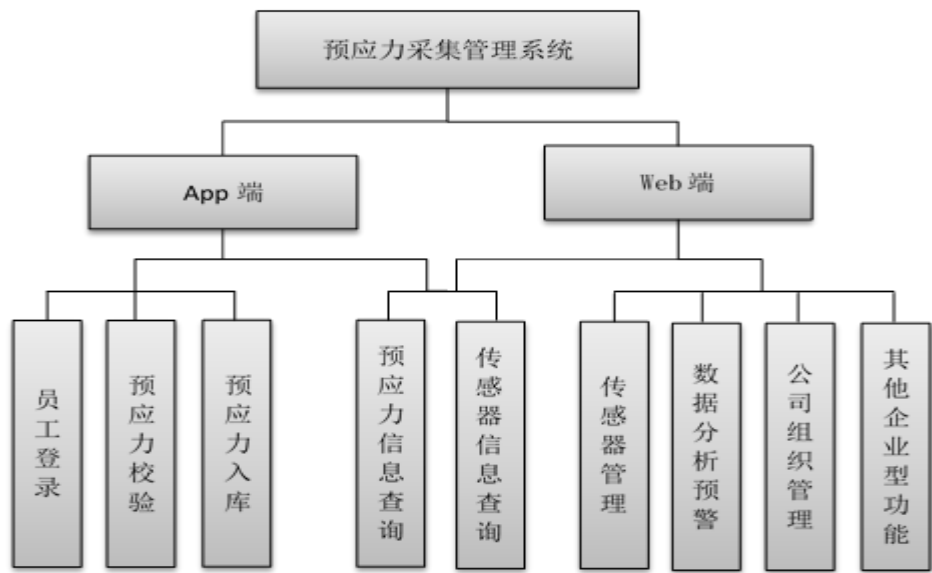 预应力采集管理系统
App 端
Web 端
员工登录
预应力校验
预应力入库
预应力信息查询
传感器信息查询
传感器管理
数据分析预警
公司组织管理
其他企业型功能